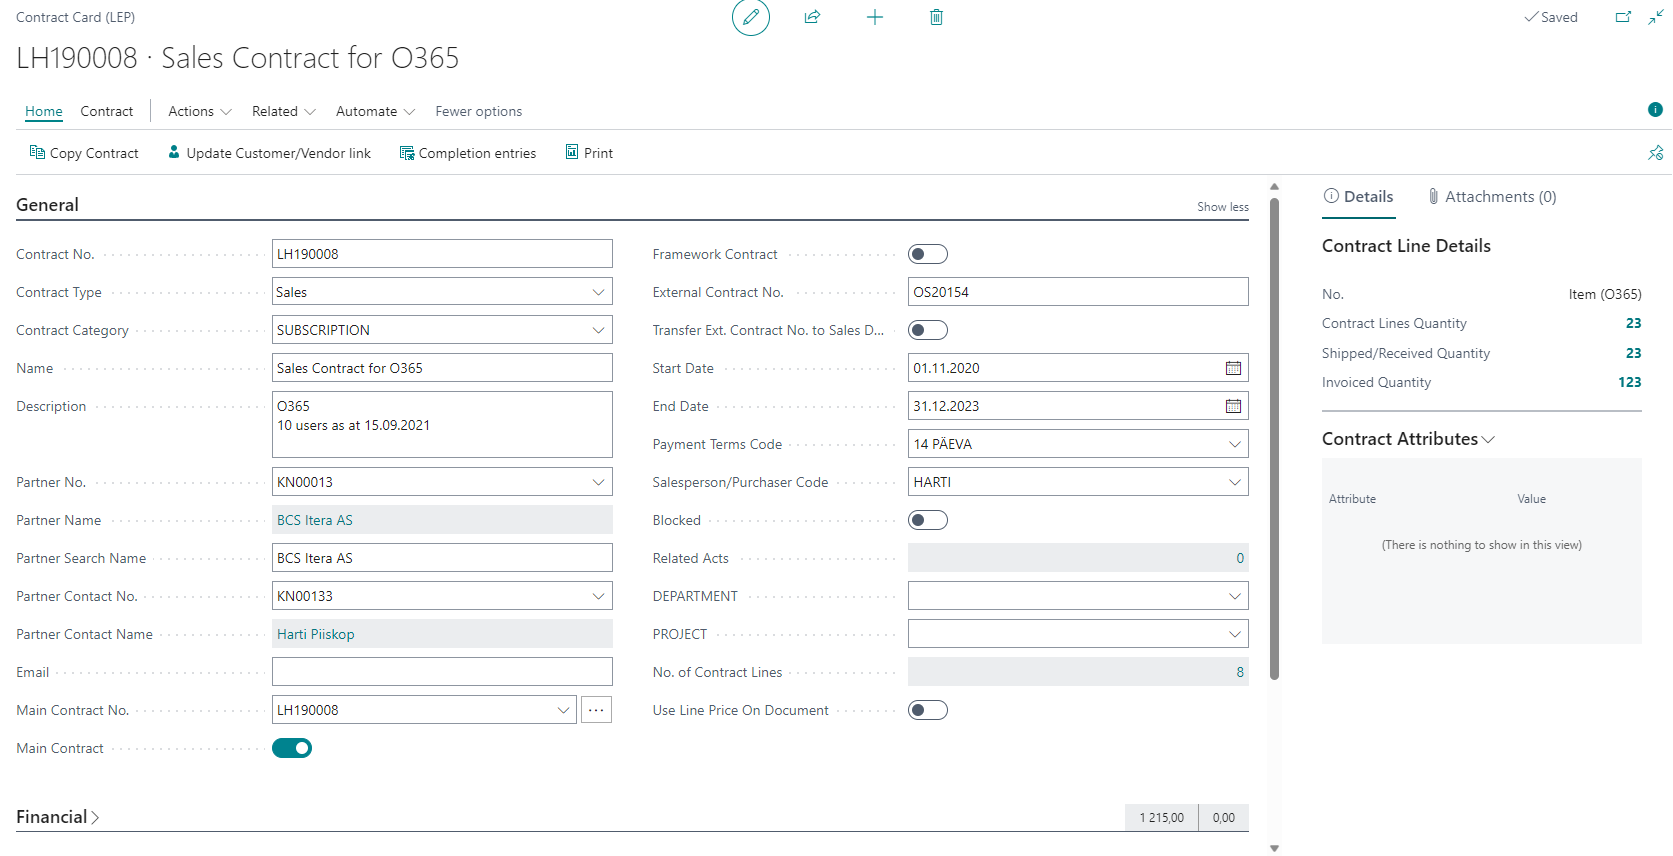 Contract Card (LEP)
Saved
LH190008 · Sales Contract for O365
Home Contract Actions Related Automate Fewer options
Copy Contract Update Customer/Vendor link Completion entries Print
General
Show less
Contract No. LH190008
Contract Type Sales
Contract Category SUBSCRIPTION
Name Sales Contract for O365
Description O365
10 users as at 15.09.2021
Partner No. KN00013
Partner Name BCS Itera AS
Partner Search Name BCS Itera AS
Partner Contact No. KN00133
Partner Contact Name Harti Piiskop
Email
Main Contract No. LH190008 ...
Main Contract
Framework Contract
External Contract No. OS20154
Transfer Ext. Contract No. to Sales D...
Start Date 01.11.2020
End Date 31.12.2023
Payment Terms Code 14 PÄEVA
Salesperson/Purchaser Code HARTI
Blocked
Related Acts 0
DEPARTMENT
PROJECT
No. of Contract Lines 8
Use Line Price On Document
Financial 1 215,00 0,00
Details Attachments (0)
Contract Line Details
No. Item (O365)
Contract Lines Quantity 23
Shipped/Received Quantity 23
Invoiced Quantity 123
Contract Attributes
Attribute Value
(There is nothing to show in this view)